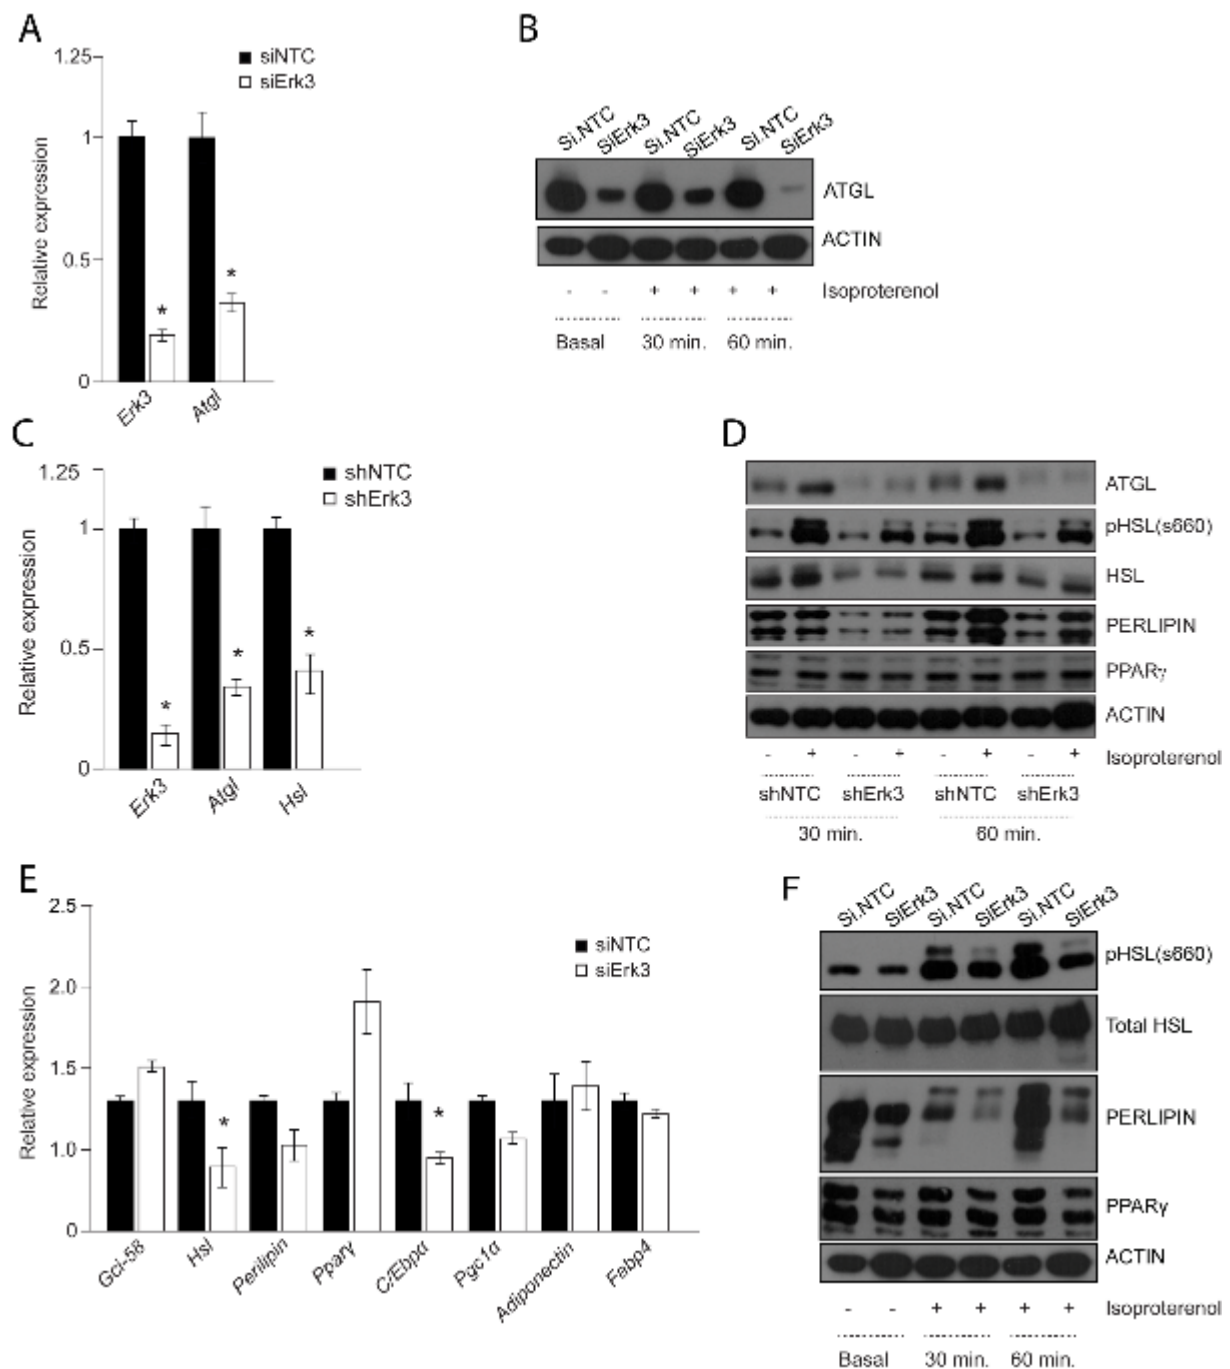 A
siNTC
siErk3
1.25
1
0.5
0
Relative expression
*
*
Erk3
Atgl
B
Si.NTC
SiErk3
Si.NTC
SiErk3
Si.NTC
SiErk3
ATGL
ACTIN
- - + + + + Isoproterenol
Basal 30 min. 60 min.
C
shNTC
shErk3
1.25
1
0.5
0
Relative expression
*
*
*
Erk3
Atgl
Hsl
D
ATGL
pHSL(s660)
HSL
PERLIPIN
PPARγ
ACTIN
- + - + - + - + Isoproterenol
shNTC shErk3 shNTC shErk3
30 min. 60 min.
E
siNTC
siErk3
2.5
2.0
1.5
1.0
0
Relative expression
*
*
Gci-58
Hsl
Perilipin
Pparγ
C/Ebpα
Pgc1α
Adiponectin
Febp4
F
Si.NTC
SiErk3
Si.NTC
SiErk3
Si.NTC
SiErk3
pHSL(s660)
Total HSL
PERLIPIN
PPARγ
ACTIN
- - + + + + Isoproterenol
Basal 30 min. 60 min.